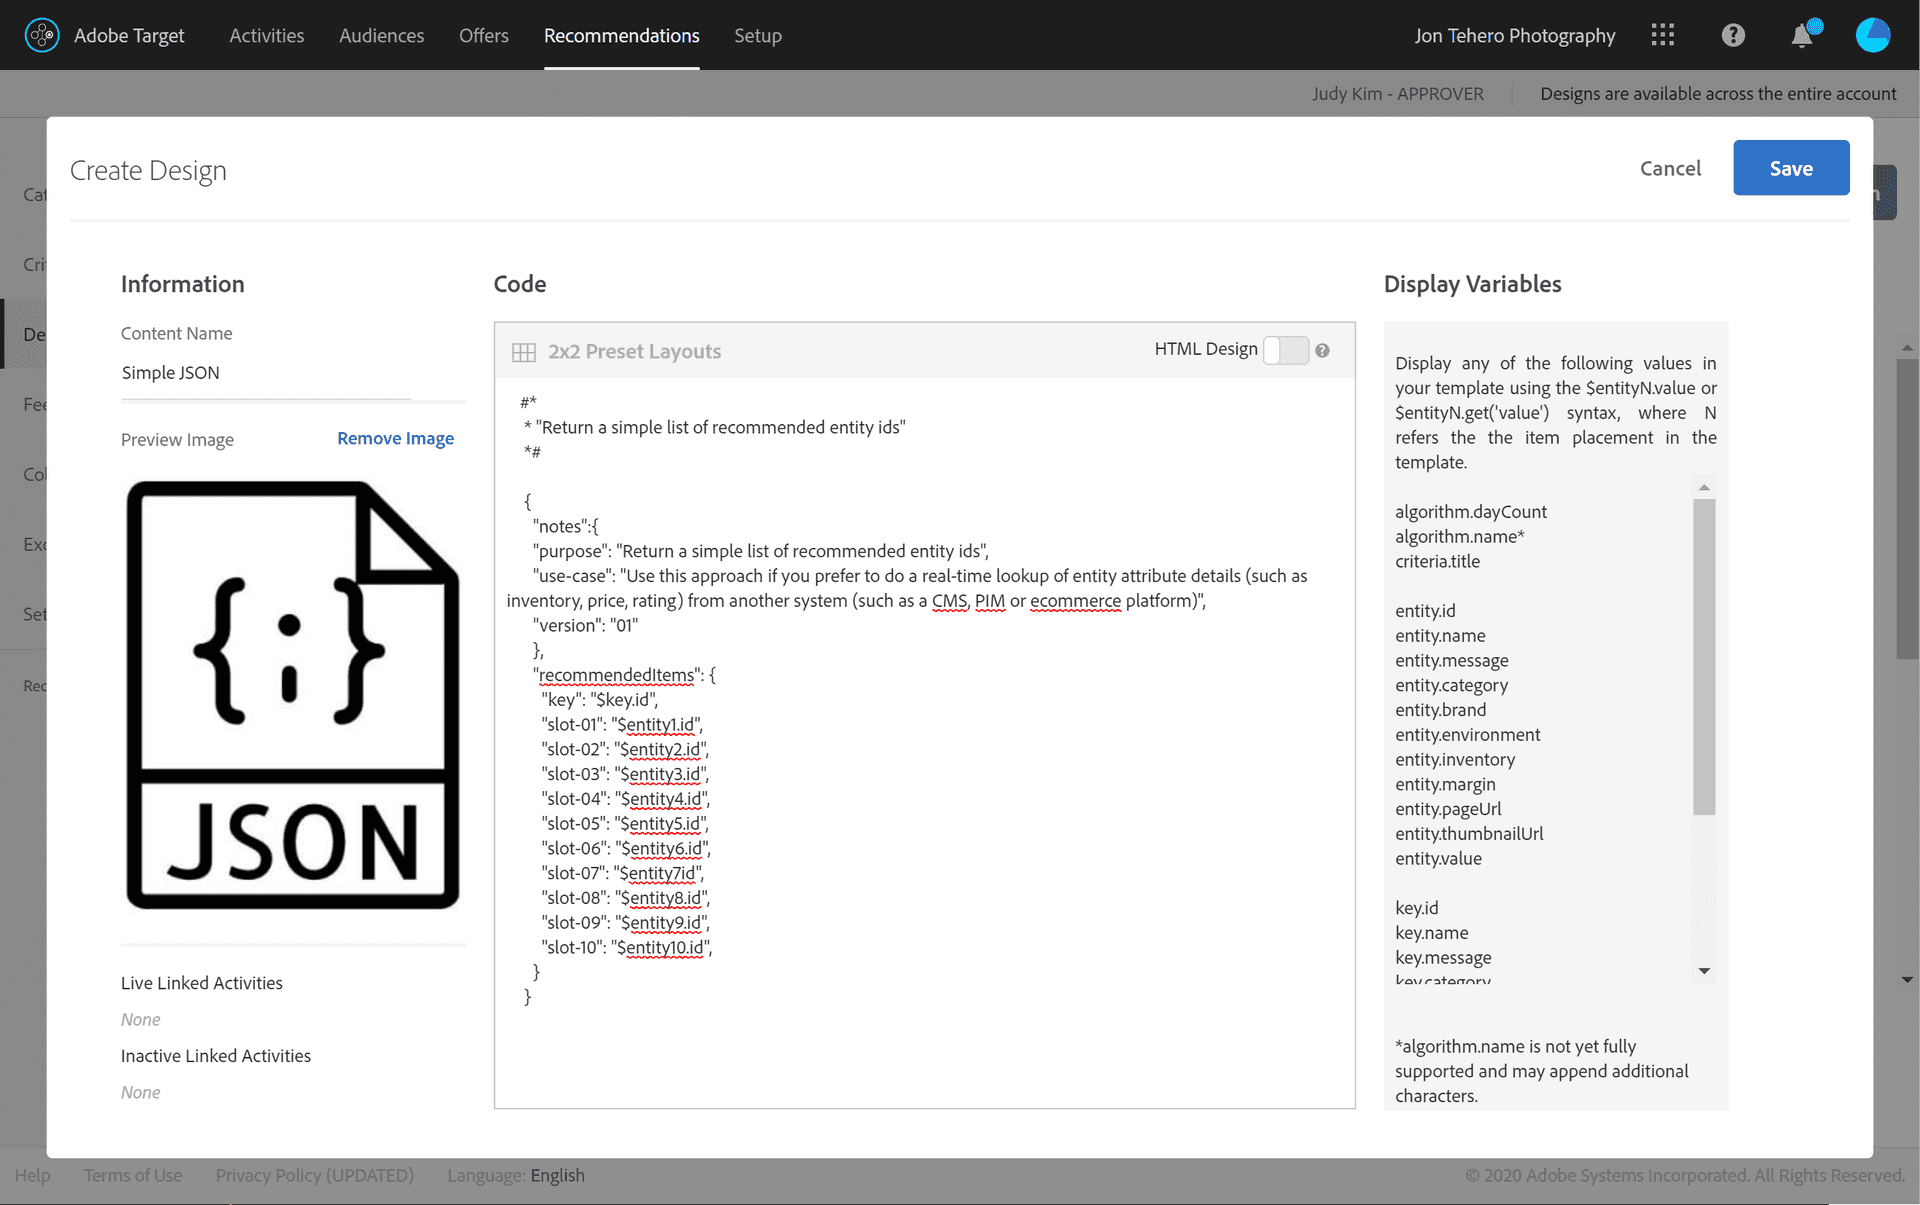 Adobe Target
Activities
Audiences
Offers
Recommendations
Setup
Jon Tehero Photography
Judy Kim - APPROVER
Designs are available across the entire account
Create Design
Cancel
Save
Information
Content Name
Simple JSON
Preview Image
Remove Image
JSON
Live Linked Activities
None
Inactive Linked Activities
None
Code
2x2 Preset Layouts
HTML Design
#*
* "Return a simple list of recommended entity ids"
*#
{
"notes":{
"purpose": "Return a simple list of recommended entity ids",
"use-case": "Use this approach if you prefer to do a real-time lookup of entity attribute details (such as
inventory, price, rating) from another system (such as a CMS, PIM or ecommerce platform)",
"version": "01"
},
"recommendedItems": {
"key": "$key.id",
"slot-01": "$entity1.id",
"slot-02": "$entity2.id",
"slot-03": "$entity3.id",
"slot-04": "$entity4.id",
"slot-05": "$entity5.id",
"slot-06": "$entity6.id",
"slot-07": "$entity7id",
"slot-08": "$entity8.id",
"slot-09": "$entity9.id",
"slot-10": "$entity10.id",
}
}
Display Variables
Display any of the following values in
your template using the $entityN.value or
$entityN.get('value') syntax, where N
refers the the item placement in the
template.
algorithm.dayCount
algorithm.name*
criteria.title
entity.id
entity.name
entity.message
entity.category
entity.brand
entity.environment
entity.inventory
entity.margin
entity.pageUrl
entity.thumbnailUrl
entity.value
key.id
key.name
key.message
key.category
*algorithm.name is not yet fully
supported and may append additional
characters.
Help
Terms of Use
Privacy Policy (UPDATED)
Language: English
© 2020 Adobe Systems Incorporated. All Rights Reserved.